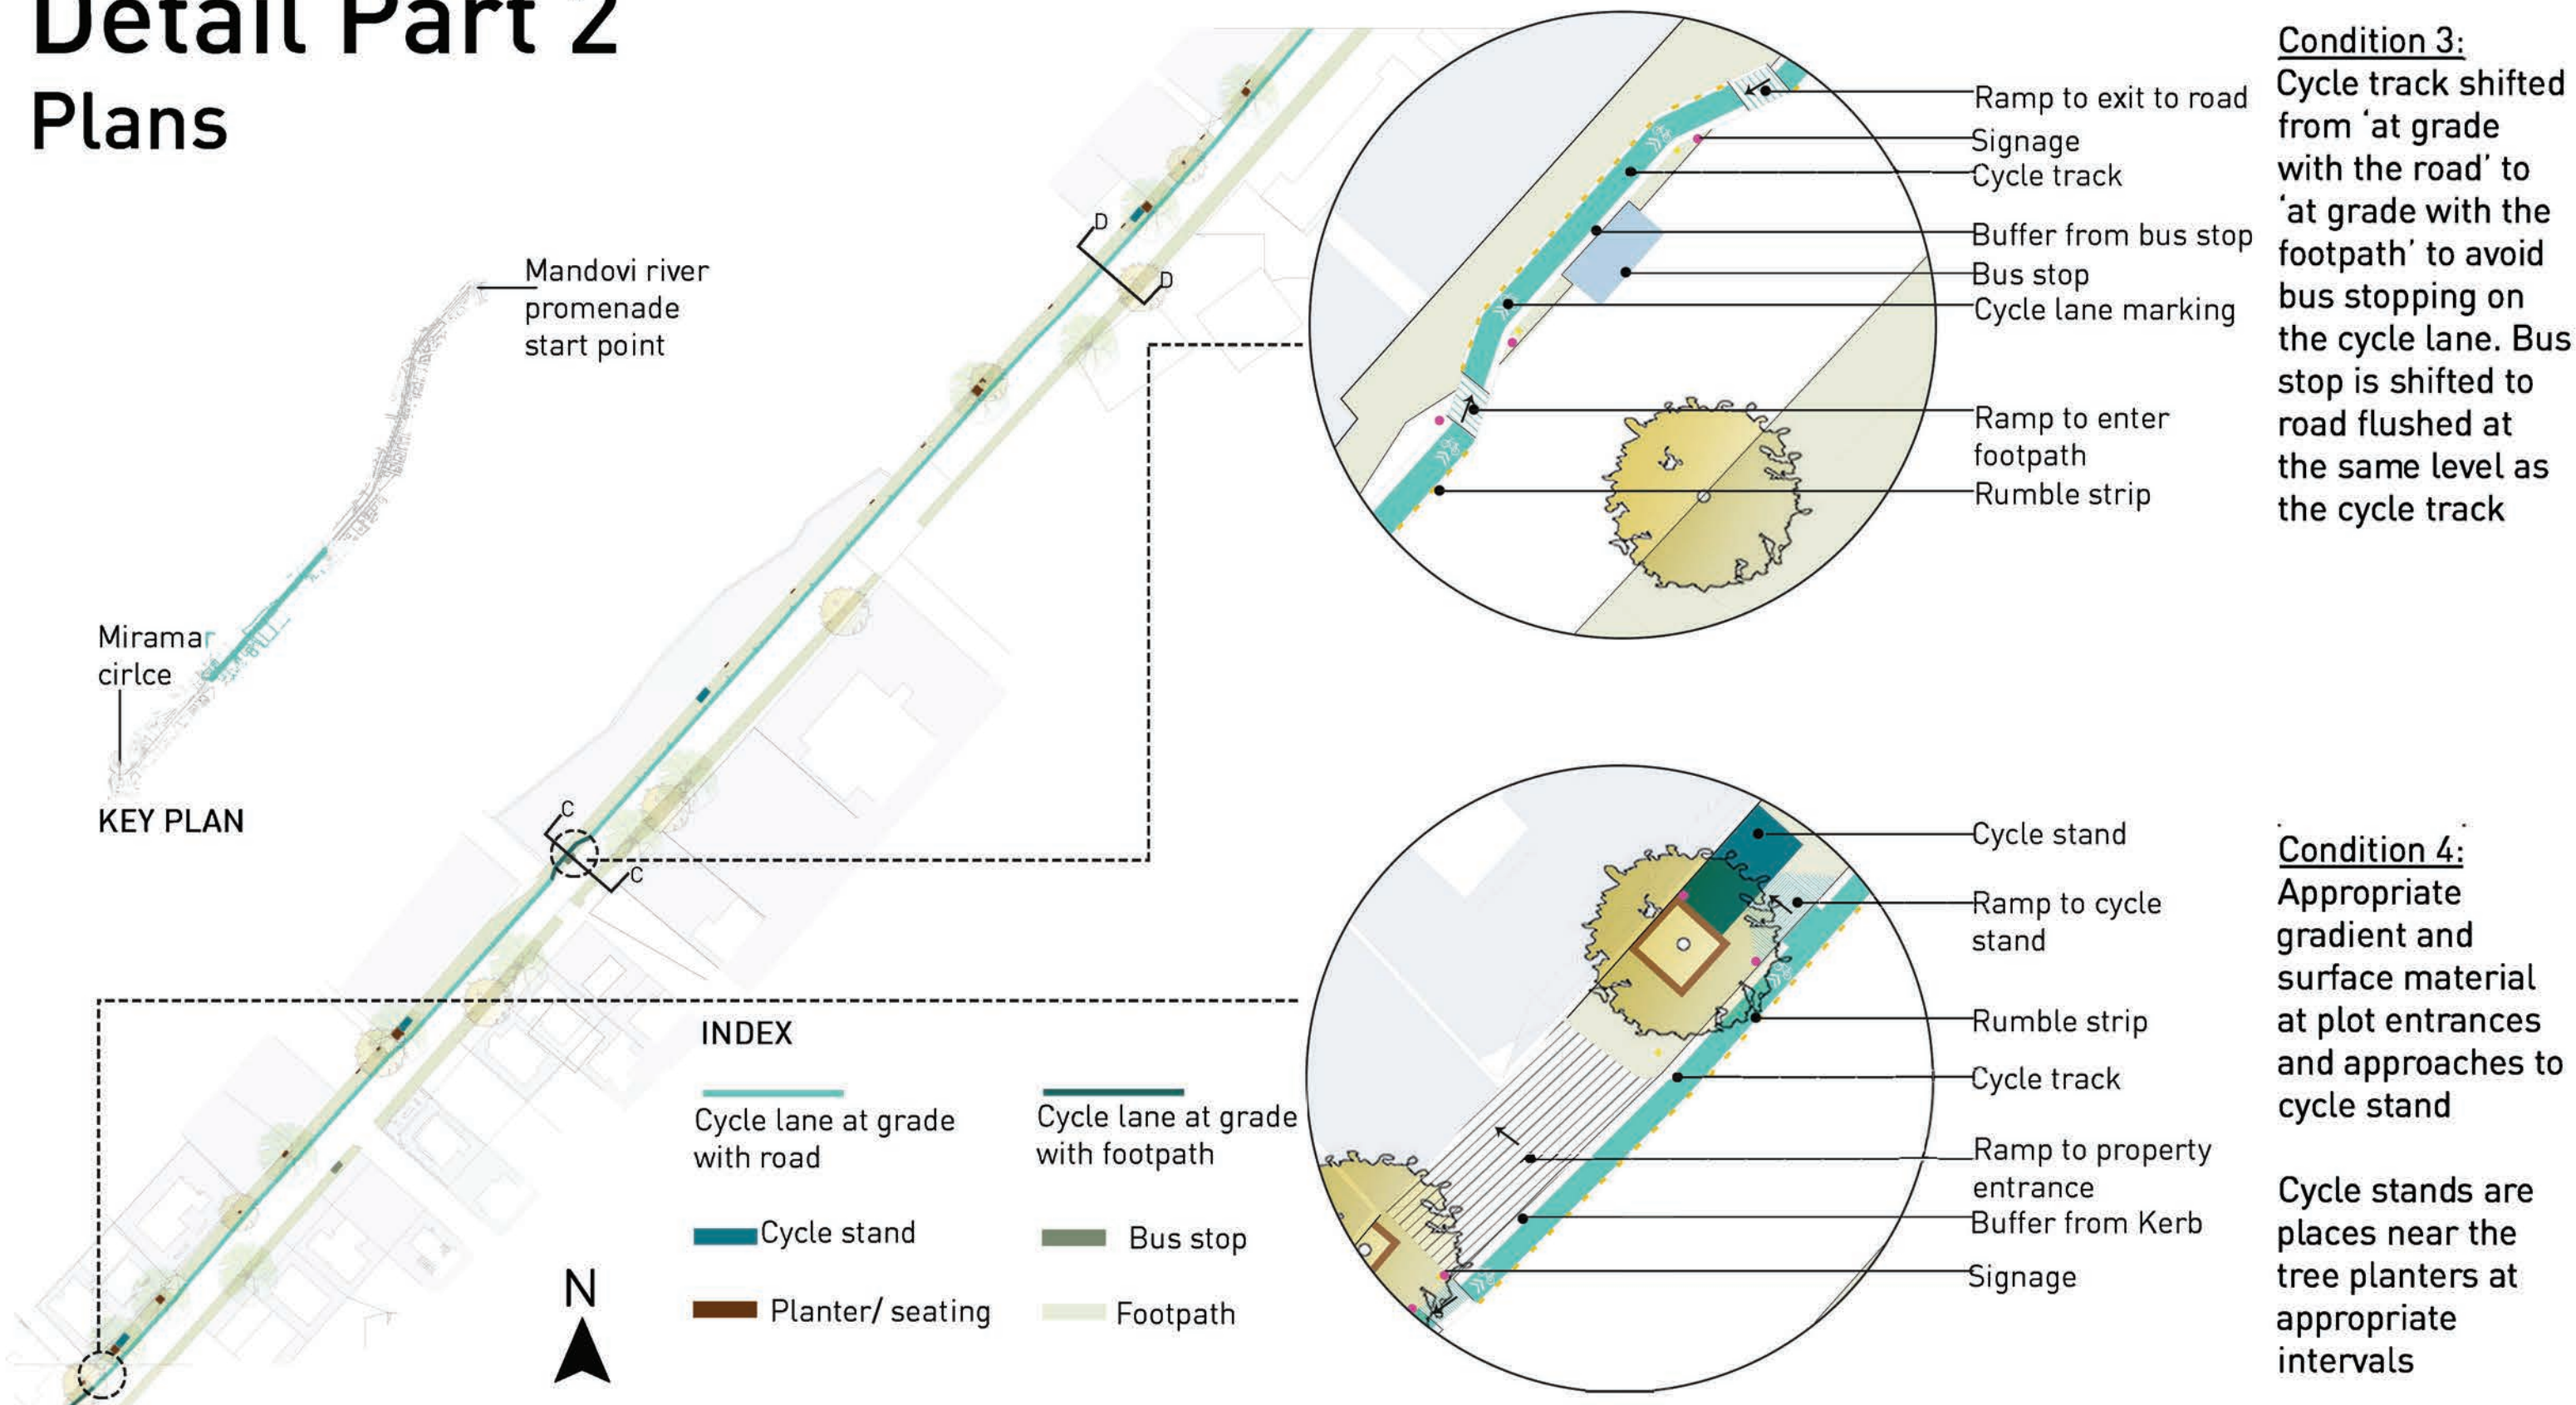 Detail Part 2
Plans
Mandovi river
promenade
start point
Miramar
cirlce
KEY PLAN
D
D
C
C
INDEX
Cycle lane at grade
with road
Cycle lane at grade
with footpath
Cycle stand
Bus stop
Planter/ seating
Footpath
N
Ramp to exit to road
Signage
Cycle track
Buffer from bus stop
Bus stop
Cycle lane marking
Ramp to enter
footpath
Rumble strip
Condition 3:
Cycle track shifted
from ‘at grade
with the road’ to
‘at grade with the
footpath’ to avoid
bus stopping on
the cycle lane. Bus
stop is shifted to
road flushed at
the same level as
the cycle track
Cycle stand
Ramp to cycle
stand
Rumble strip
Cycle track
Ramp to property
entrance
Buffer from Kerb
Signage
Condition 4:
Appropriate
gradient and
surface material
at plot entrances
and approaches to
cycle stand
Cycle stands are
places near the
tree planters at
appropriate
intervals